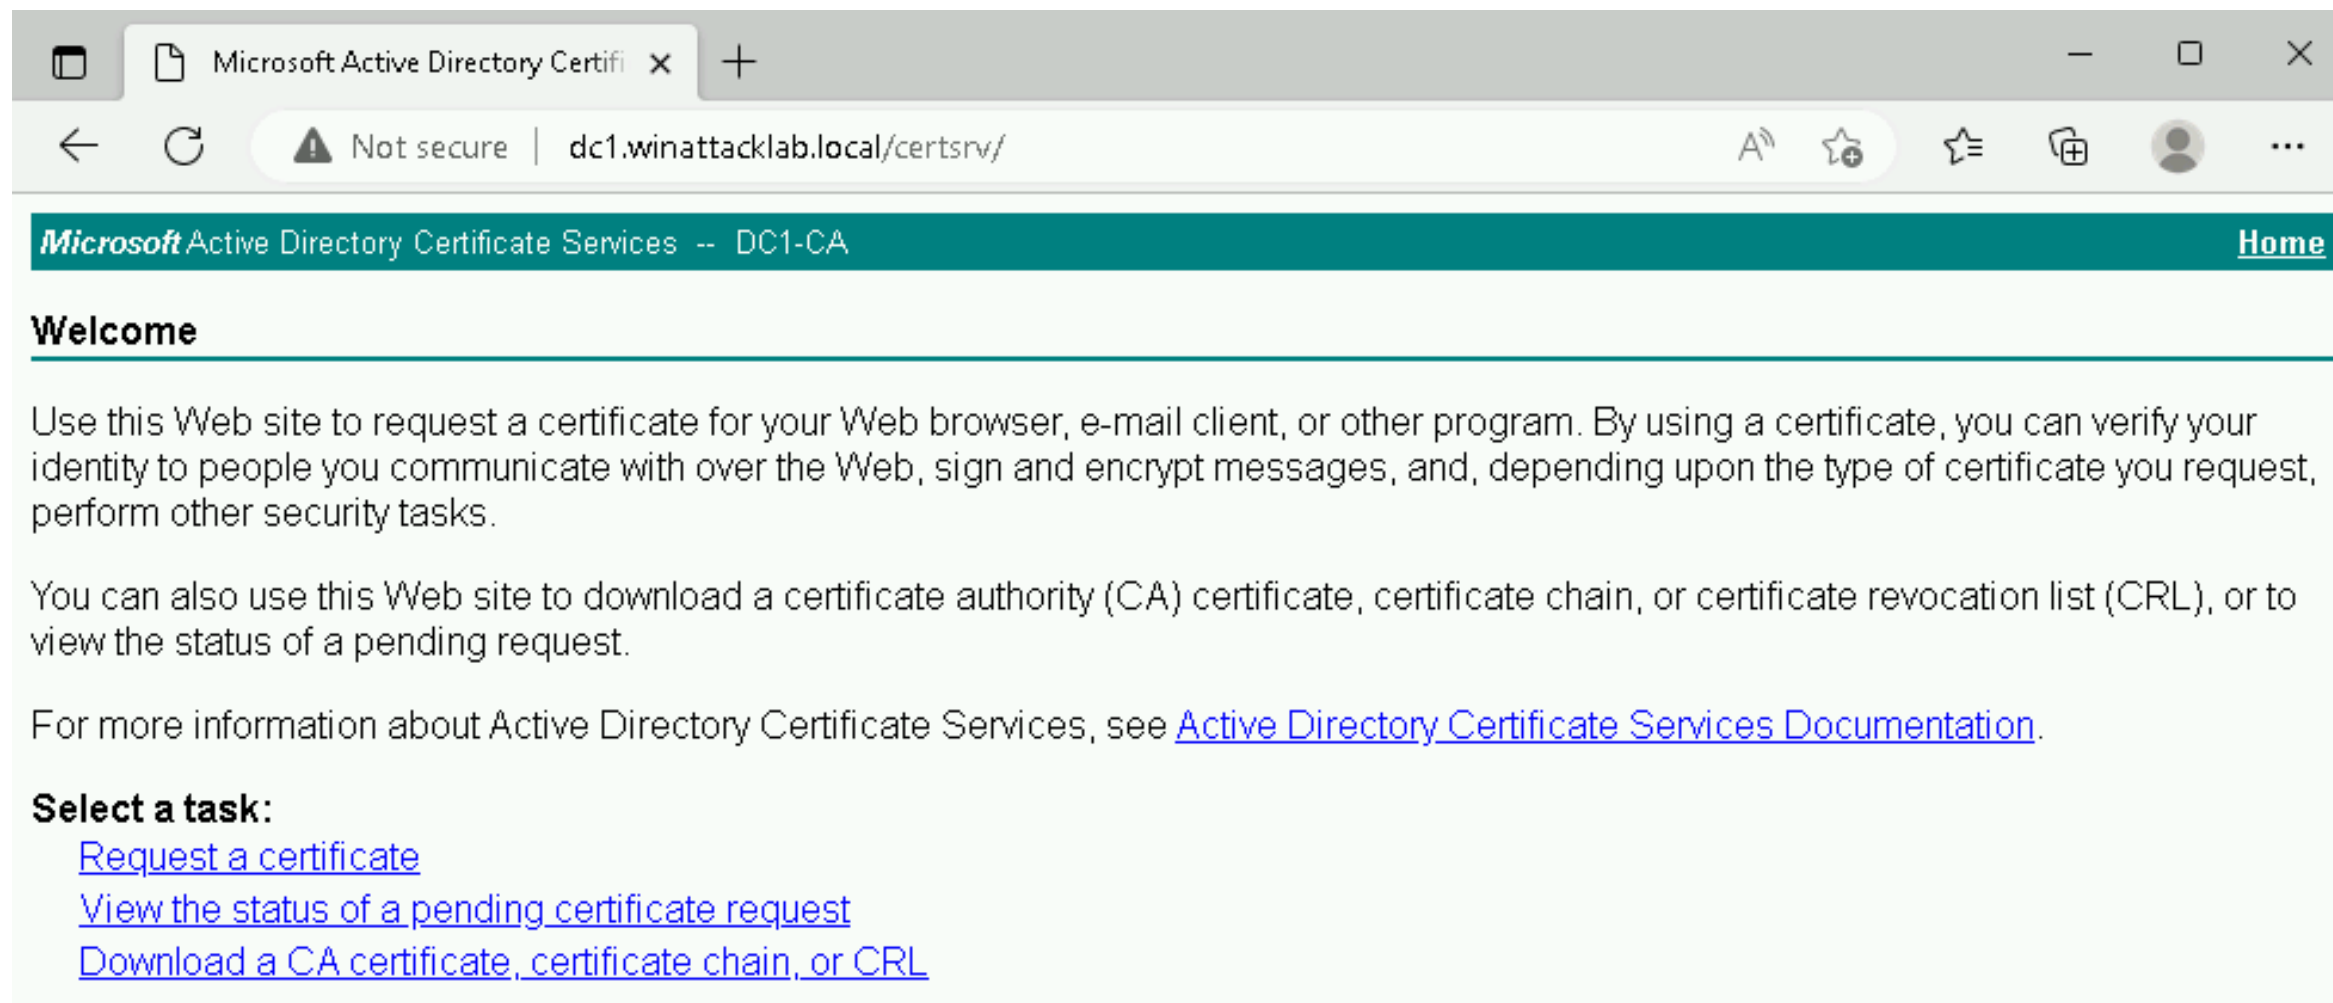 Microsoft Active Directory Certifi
Not secure | dc1.winattacklab.local/certsrv/
Microsoft Active Directory Certificate Services -- DC1-CA
Home
Welcome
Use this Web site to request a certificate for your Web browser, e-mail client, or other program. By using a certificate, you can verify your
identity to people you communicate with over the Web, sign and encrypt messages, and, depending upon the type of certificate you request,
perform other security tasks.
You can also use this Web site to download a certificate authority (CA) certificate, certificate chain, or certificate revocation list (CRL), or to
view the status of a pending request.
For more information about Active Directory Certificate Services, see Active Directory Certificate Services Documentation.
Select a task:
Request a certificate
View the status of a pending certificate request
Download a CA certificate, certificate chain, or CRL